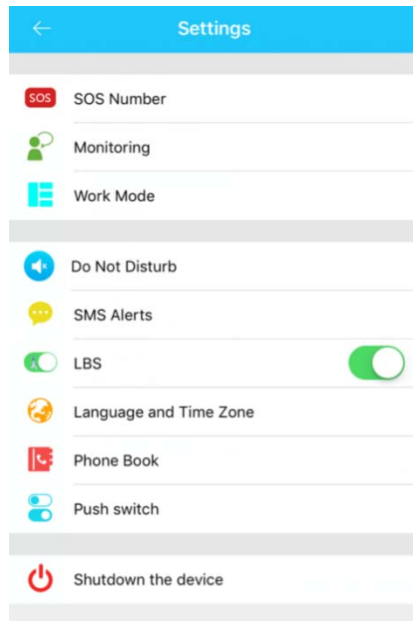 Settings
SOS SOS Number
Monitoring
Work Mode
Do Not Disturb
SMS Alerts
LBS
Language and Time Zone
Phone Book
Push switch
Shutdown the device